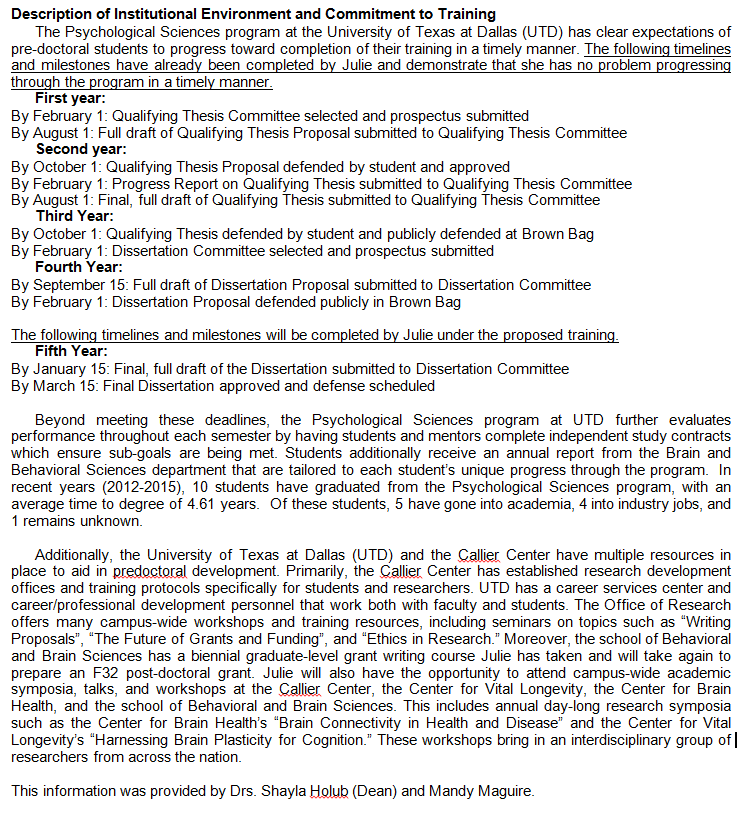 Description of Institutional Environment and Commitment to Training
The Psychological Sciences program at the University of Texas at Dallas (UTD) has clear expectations of
pre-doctoral students to progress toward completion of their training in a timely manner. The following timelines
and milestones have already been completed by Julie and demonstrate that she has no problem progressing
through the program in a timely manner.
First year:
By February 1: Qualifying Thesis Committee selected and prospectus submitted
By August 1: Full draft of Qualifying Thesis Proposal submitted to Qualifying Thesis Committee
Second year:
By October 1: Qualifying Thesis Proposal defended by student and approved
By February 1: Progress Report on Qualifying Thesis submitted to Qualifying Thesis Committee
By August 1: Final, full draft of Qualifying Thesis submitted to Qualifying Thesis Committee
Third Year:
By October 1: Qualifying Thesis defended by student and publicly defended at Brown Bag
By February 1: Dissertation Committee selected and prospectus submitted
Fourth Year:
By September 15: Full draft of Dissertation Proposal submitted to Dissertation Committee
By February 1: Dissertation Proposal defended publicly in Brown Bag
The following timelines and milestones will be completed by Julie under the proposed training.
Fifth Year:
By January 15: Final, full draft of the Dissertation submitted to Dissertation Committee
By March 15: Final Dissertation approved and defense scheduled
Beyond meeting these deadlines, the Psychological Sciences program at UTD further evaluates
performance throughout each semester by having students and mentors complete independent study contracts
which ensure sub-goals are being met. Students additionally receive an annual report from the Brain and
Behavioral Sciences department that are tailored to each student's unique progress through the program. In
recent years (2012-2015), 10 students have graduated from the Psychological Sciences program, with an
average time to degree of 4.61 years. Of these students, 5 have gone into academia, 4 into industry jobs, and
1 remains unknown.
Additionally, the University of Texas at Dallas (UTD) and the Callier Center have multiple resources in
place to aid in predoctoral development. Primarily, the Callier Center has established research development
offices and training protocols specifically for students and researchers. UTD has a career services center and
career/professional development personnel that work both with faculty and students. The Office of Research
offers many campus-wide workshops and training resources, including seminars on topics such as “Writing
Proposals”, “The Future of Grants and Funding”, and “Ethics in Research.” Moreover, the school of Behavioral
and Brain Sciences has a biennial graduate-level grant writing course Julie has taken and will take again to
prepare an F32 post-doctoral grant. Julie will also have the opportunity to attend campus-wide academic
symposia, talks, and workshops at the Callier Center, the Center for Vital Longevity, the Center for Brain
Health, and the school of Behavioral and Brain Sciences. This includes annual day-long research symposia
such as the Center for Brain Health's “Brain Connectivity in Health and Disease” and the Center for Vital
Longevity's “Harnessing Brain Plasticity for Cognition.” These workshops bring in an interdisciplinary group of
researchers from across the nation.
This information was provided by Drs. Shayla Holub (Dean) and Mandy Maguire.